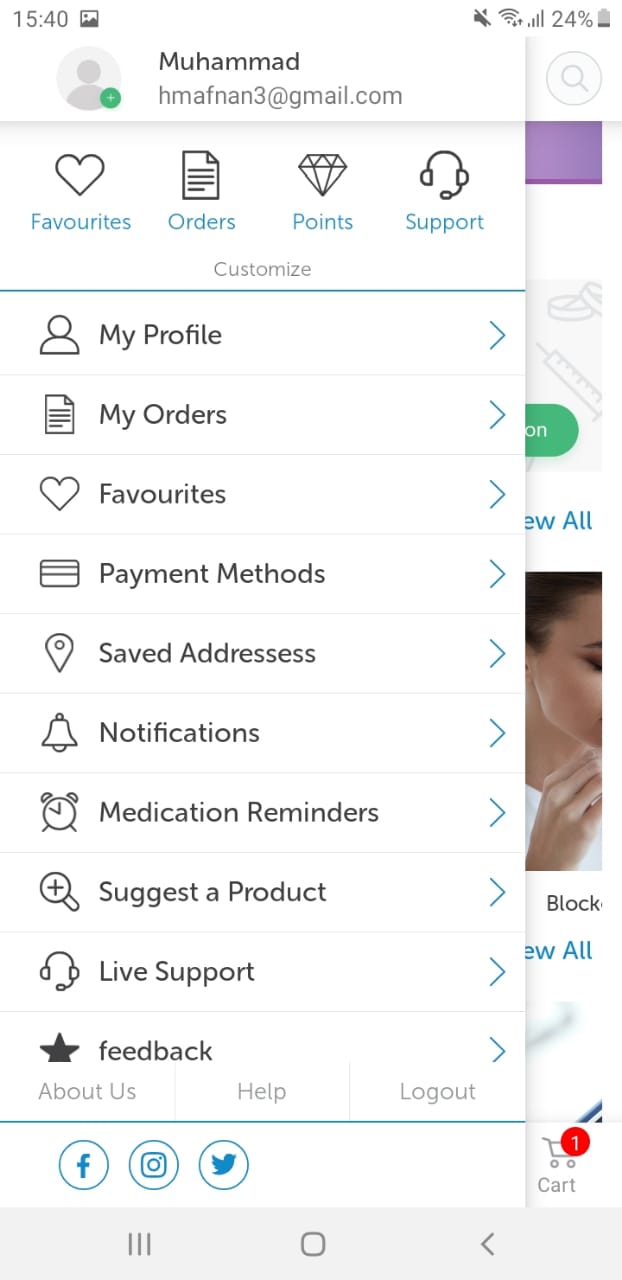 15:40
24%
Muhammad
hmafnan3@gmail.com
Favourites Orders Points Support
Customize
My Profile
My Orders
on
Favourites
ew All
Payment Methods
Saved Addressess
Notifications
Medication Reminders
Suggest a Product
Block
Live Support
ew All
feedback
About Us Help Logout
1
Cart